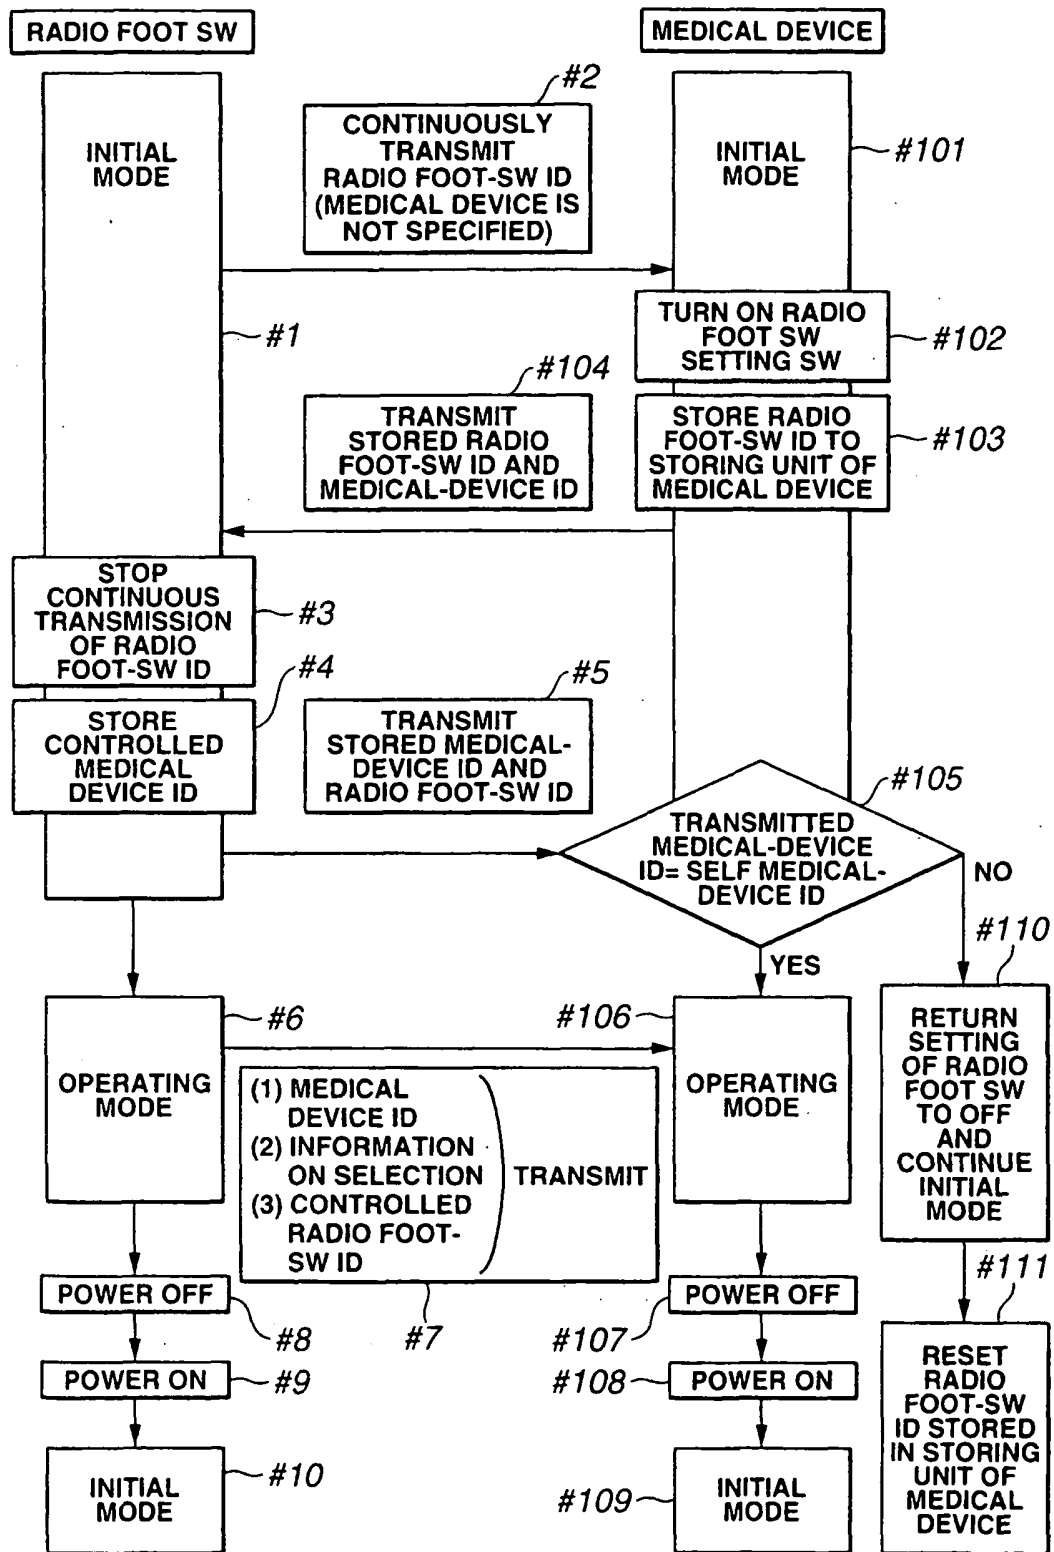 RADIO FOOT SW
MEDICAL DEVICE
INITIAL
MODE
#2
CONTINUOUSLY
TRANSMIT
RADIO FOOT-SW ID
(MEDICAL DEVICE IS
NOT SPECIFIED)
INITIAL
MODE
#101
#1
TURN ON RADIO
FOOT SW
SETTING SW
#102
#104
TRANSMIT
STORED RADIO
FOOT-SW ID AND
MEDICAL-DEVICE ID
STORE RADIO
FOOT-SW ID TO
STORING UNIT OF
MEDICAL DEVICE
#103
STOP
CONTINUOUS
TRANSMISSION
OF RADIO
FOOT-SW ID
#3
#4
STORE
CONTROLLED
MEDICAL
DEVICE ID
#5
TRANSMIT
STORED MEDICAL-
DEVICE ID AND
RADIO FOOT-SW ID
#105
TRANSMITTED
MEDICAL-DEVICE
ID= SELF MEDICAL-
DEVICE ID
NO
YES
#110
RETURN
SETTING
OF RADIO
FOOT SW
TO OFF
AND
CONTINUE
INITIAL
MODE
#6
OPERATING
MODE
#106
OPERATING
MODE
(1) MEDICAL
DEVICE ID
(2) INFORMATION
ON SELECTION
(3) CONTROLLED
RADIO FOOT-
SW ID
TRANSMIT
#7
#111
POWER OFF
#8
POWER OFF
#107
POWER ON
#9
POWER ON
#108
RESET
RADIO
FOOT-SW
ID STORED
IN STORING
UNIT OF
MEDICAL
DEVICE
INITIAL
MODE
#10
INITIAL
MODE
#109